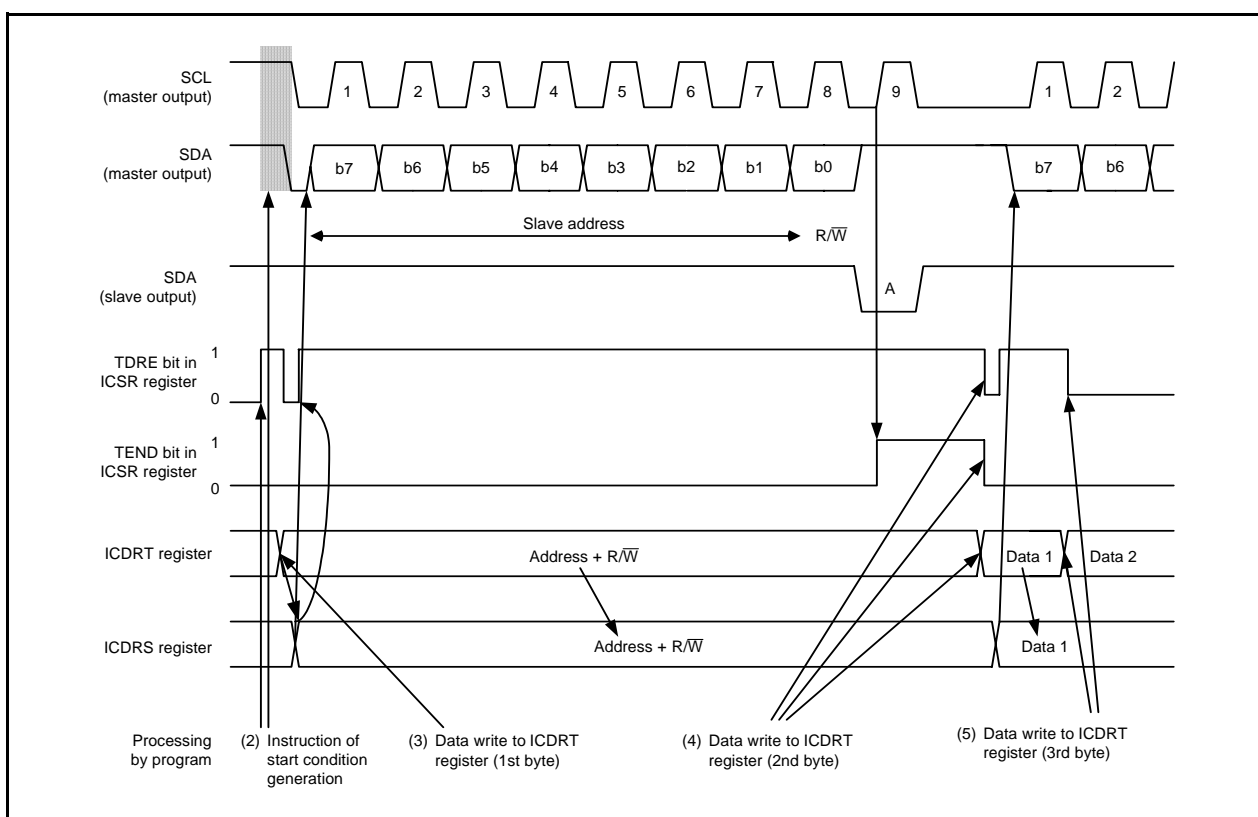 SCL
(master output)
1 2 3 4 5 6 7 8 9 1 2
SDA
(master output)
b7 b6 b5 b4 b3 b2 b1 b0 b7 b6
Slave address R/W̅
SDA
(slave output)
A
TDRE bit in
ICSR register
1
0
TEND bit in
ICSR register
1
0
ICDRT register
Address + R/W̅
Data 1
Data 2
ICDRS register
Address + R/W̅
Data 1
Processing
by program
(2) Instruction of
start condition
generation
(3) Data write to ICDRT
register (1st byte)
(4) Data write to ICDRT
register (2nd byte)
(5) Data write to ICDRT
register (3rd byte)